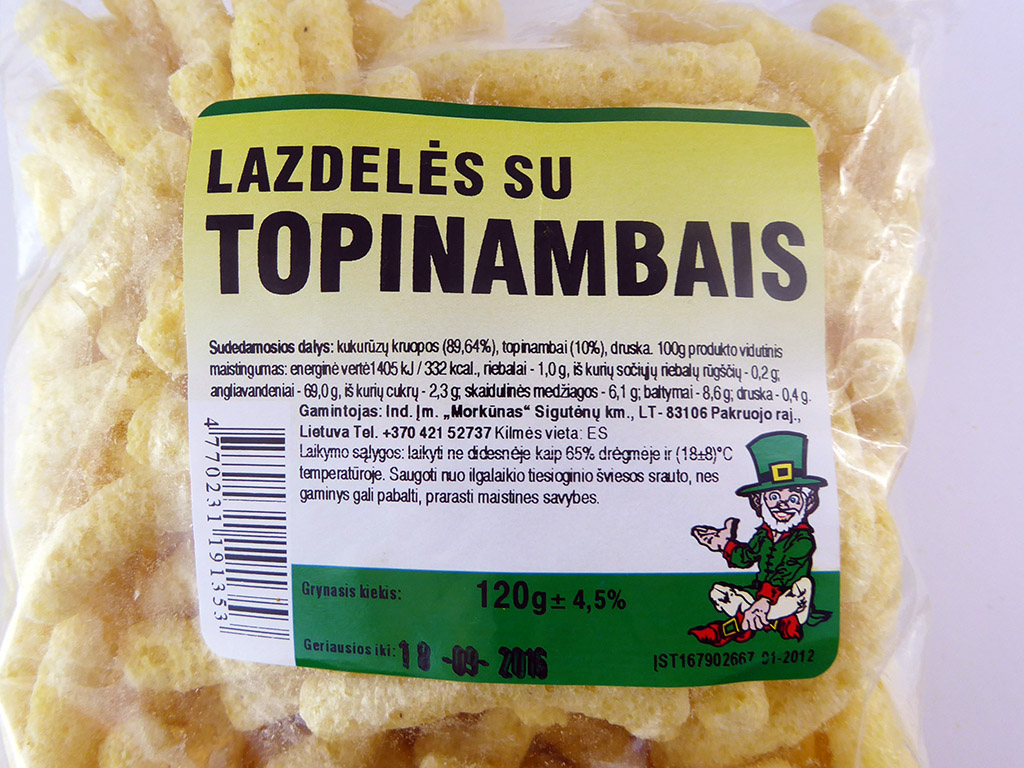 LAZDELĖS SU
TOPINAMBAIS
Sudedamosios dalys: kukurūzų kruopos (89,64%), topinambai (10%), druska. 100g produkto vidutinis
maistingumas: energinė vertė1405 kJ / 332 kcal., riebalai - 1,0 g, iš kurių sočiųjų riebalų rūgščių - 0,2 g;
angliavandeniai - 69,0 g, iš kurių cukrų - 2,3 g; skaidulinės medžiagos - 6,1 g; baltymai - 8,6 g; druska - 0,4 g.
Gamintojas: Ind. Įm. „Morkūnas“ Sigutėnų km., LT- 83106 Pakruojo raj.,
Lietuva Tel. +370 421 52737 Kilmės vieta: ES
Laikymo sąlygos: laikyti ne didesnėje kaip 65% drėgmėje ir (18±8)°C
temperatūroje. Saugoti nuo ilgalaikio tiesioginio šviesos srauto, nes
gaminys gali pabalti, prarasti maistines savybes.
4770231191353
Grynasis kiekis: 120g± 4,5%
Geriausios iki: 18 -09- 2016
ĮST167902667 01-2012